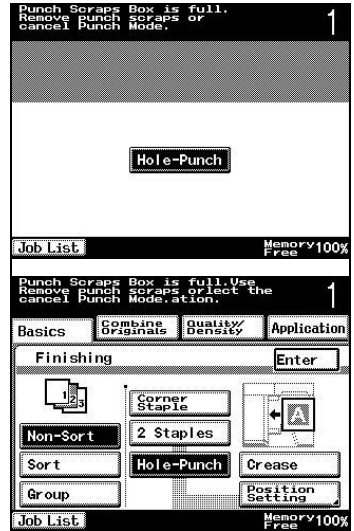 Punch Scraps Box is full.
Remove punch scraps or
cancel Punch Mode.
1
Hole-Punch
Job List
Memory 100%
Free
Punch Scraps Box is full.Use
Remove punch scraps orlect the
cancel Punch Mode.ation.
1
Basics
Combine
Originals
Quality/
Density
Application
Finishing
Enter
1 2 3
Corner
Staple
A
Non-Sort
2 Staples
Sort
Hole-Punch
Crease
Group
Position
Setting
Job List
Memory 100%
Free